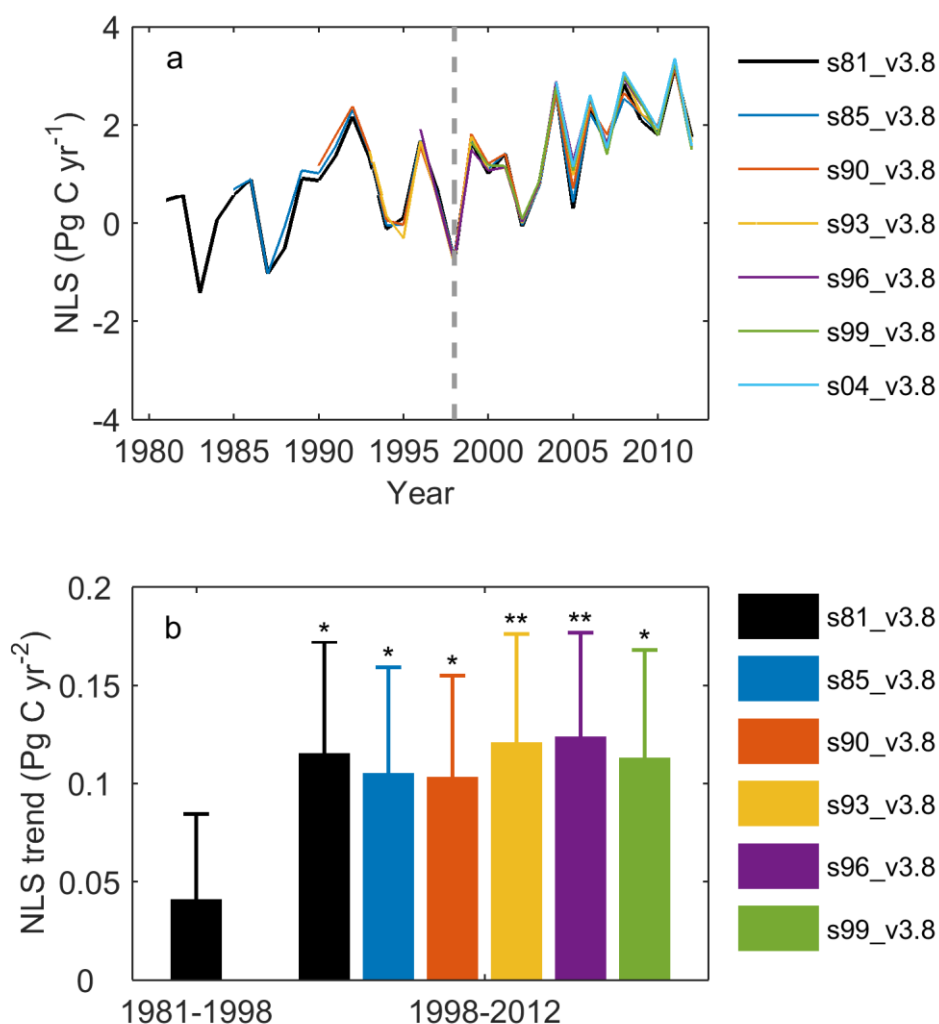 a
4
2
0
-2
-4
NLS (Pg C yr-1)
1980 1985 1990 1995 2000 2005 2010
Year
s81_v3.8
s85_v3.8
s90_v3.8
s93_v3.8
s96_v3.8
s99_v3.8
s04_v3.8
b
0.2
0.15
0.1
0.05
0
NLS trend (Pg C yr-2)
* * * ** ** *
1981-1998 1998-2012
s81_v3.8
s85_v3.8
s90_v3.8
s93_v3.8
s96_v3.8
s99_v3.8